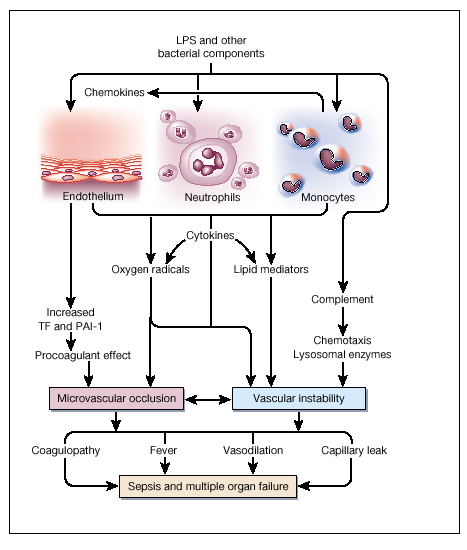 LPS and other
bacterial components
Chemokines
Endothelium
Neutrophils
Monocytes
Cytokines
Oxygen radicals
Lipid mediators
Increased
TF and PAI-1
Complement
Procoagulant effect
Chemotaxis
Lysosomal enzymes
Microvascular occlusion
Vascular instability
Coagulopathy
Fever
Vasodilation
Capillary leak
Sepsis and multiple organ failure